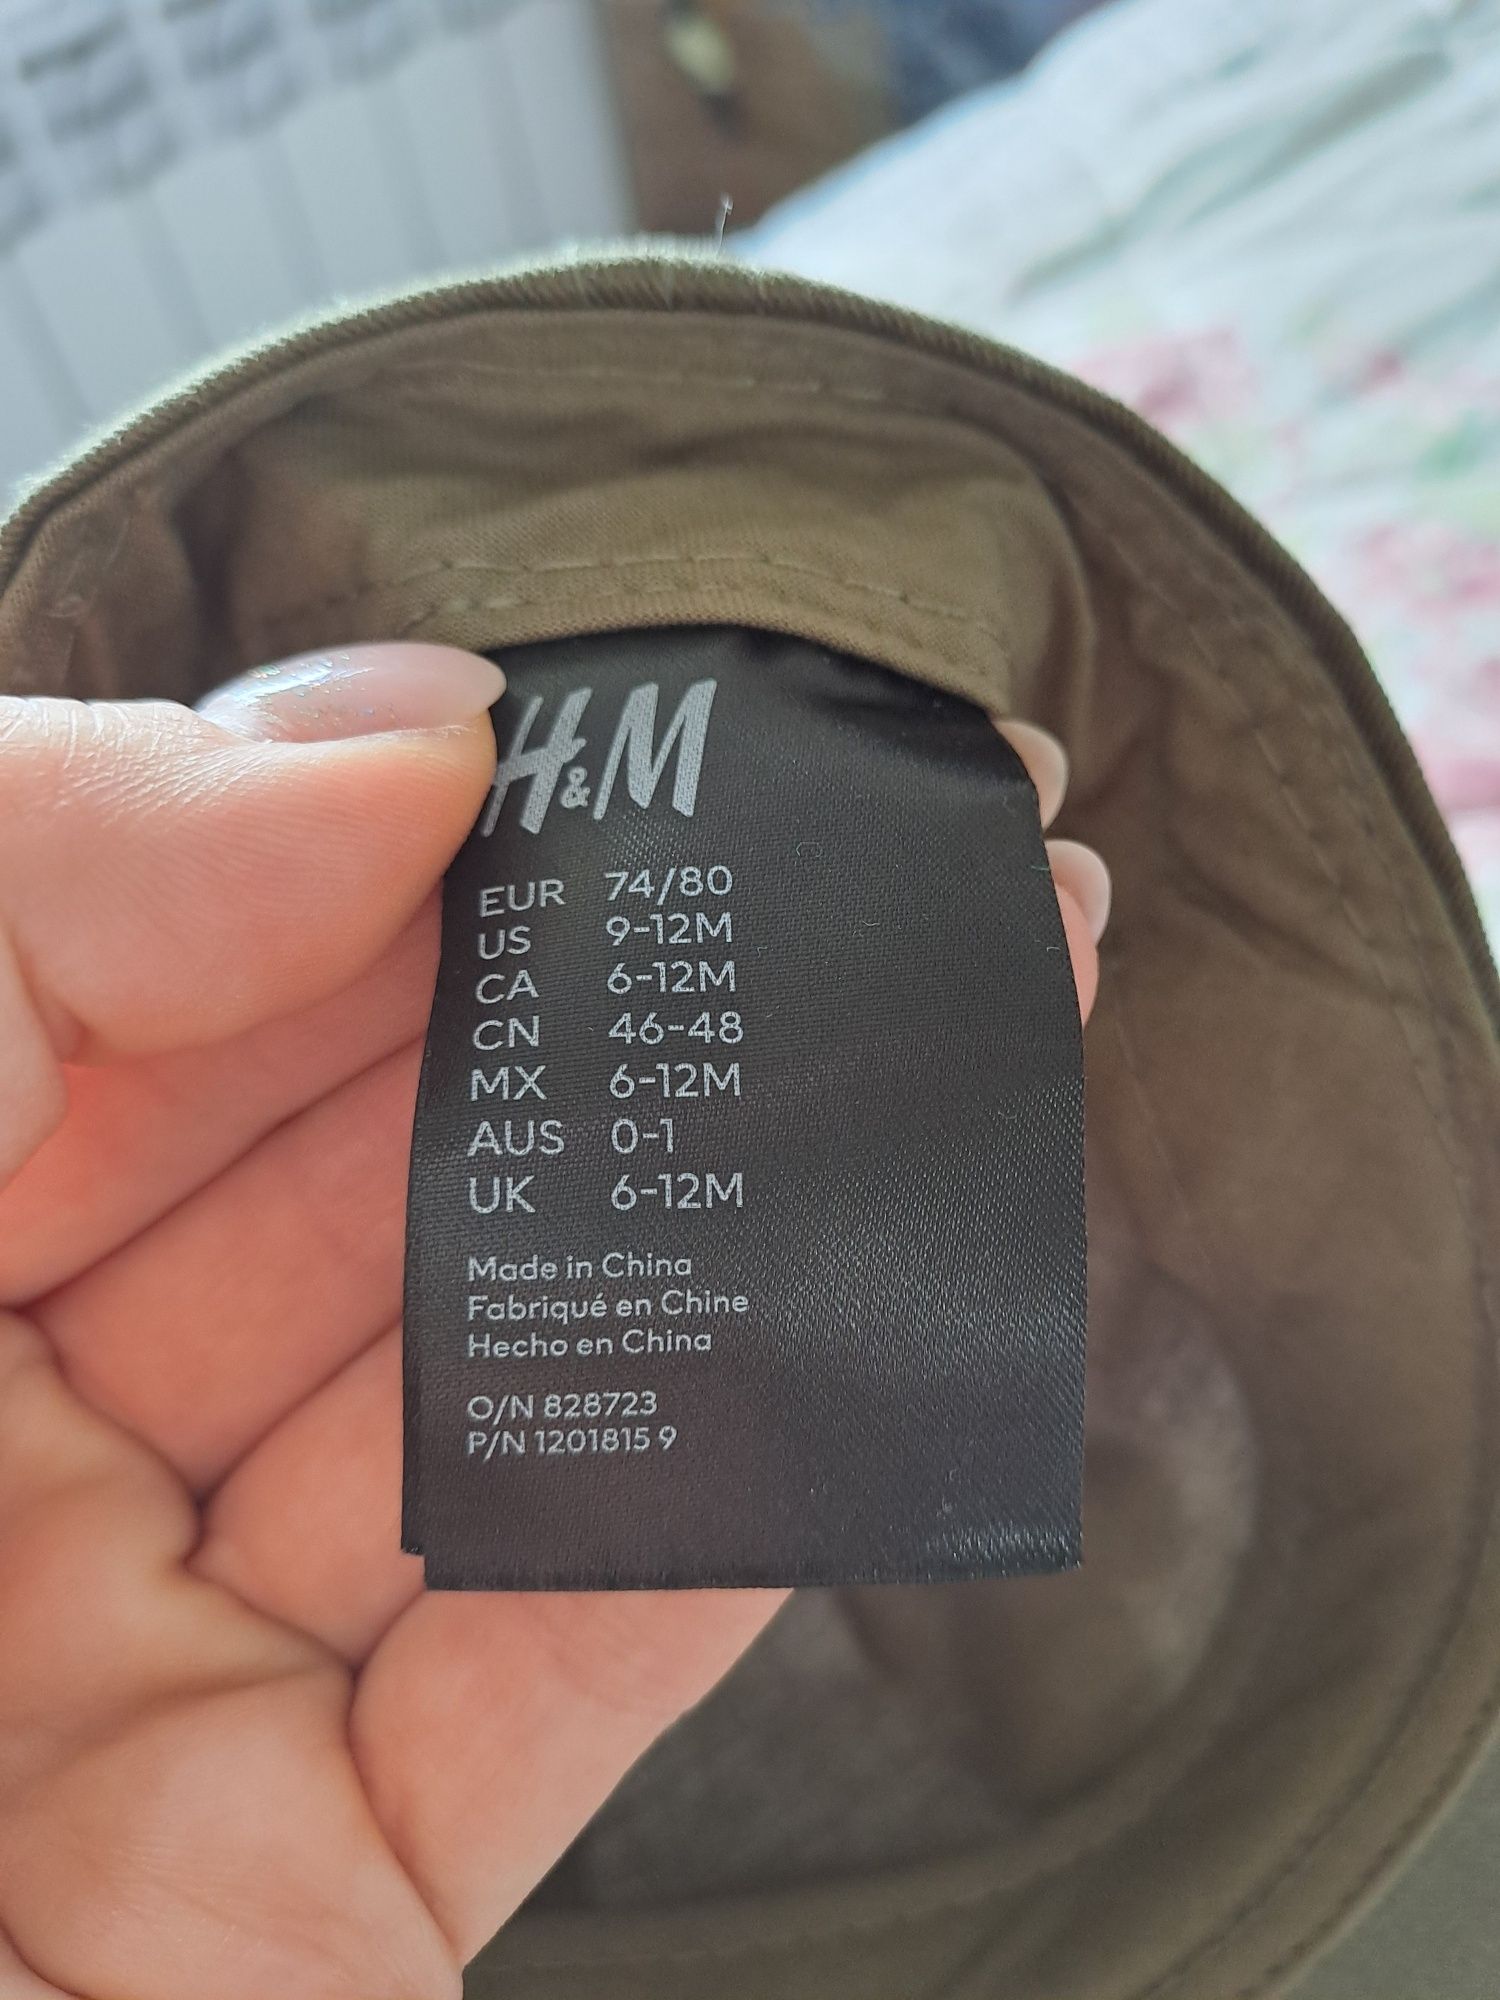 H&M
EUR 74/80
US 9-12M
CA 6-12M
CN 46-48
MX 6-12M
AUS 0-1
UK 6-12M
Made in China
Fabriqué en Chine
Hecho en China
O/N 828723
P/N 1201815 9